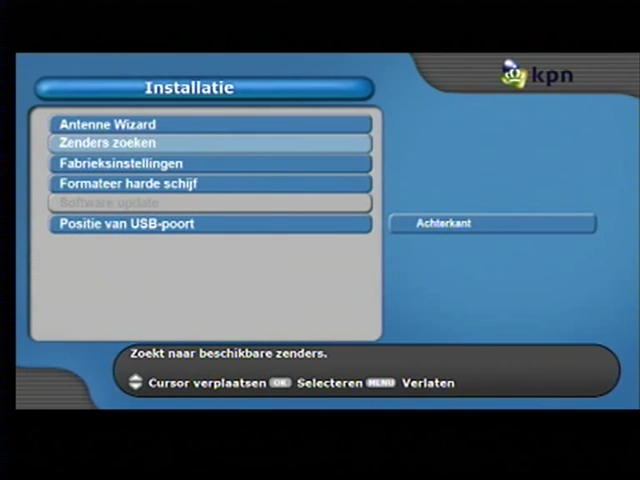 kpn
Installatie
Antenne Wizard
Zenders zoeken
Fabrieksinstellingen
Formateer harde schijf
Software update
Positie van USB-poort
Achterkant
Zoekt naar beschikbare zenders.
Cursor verplaatsen OK Selecteren MENU Verlaten